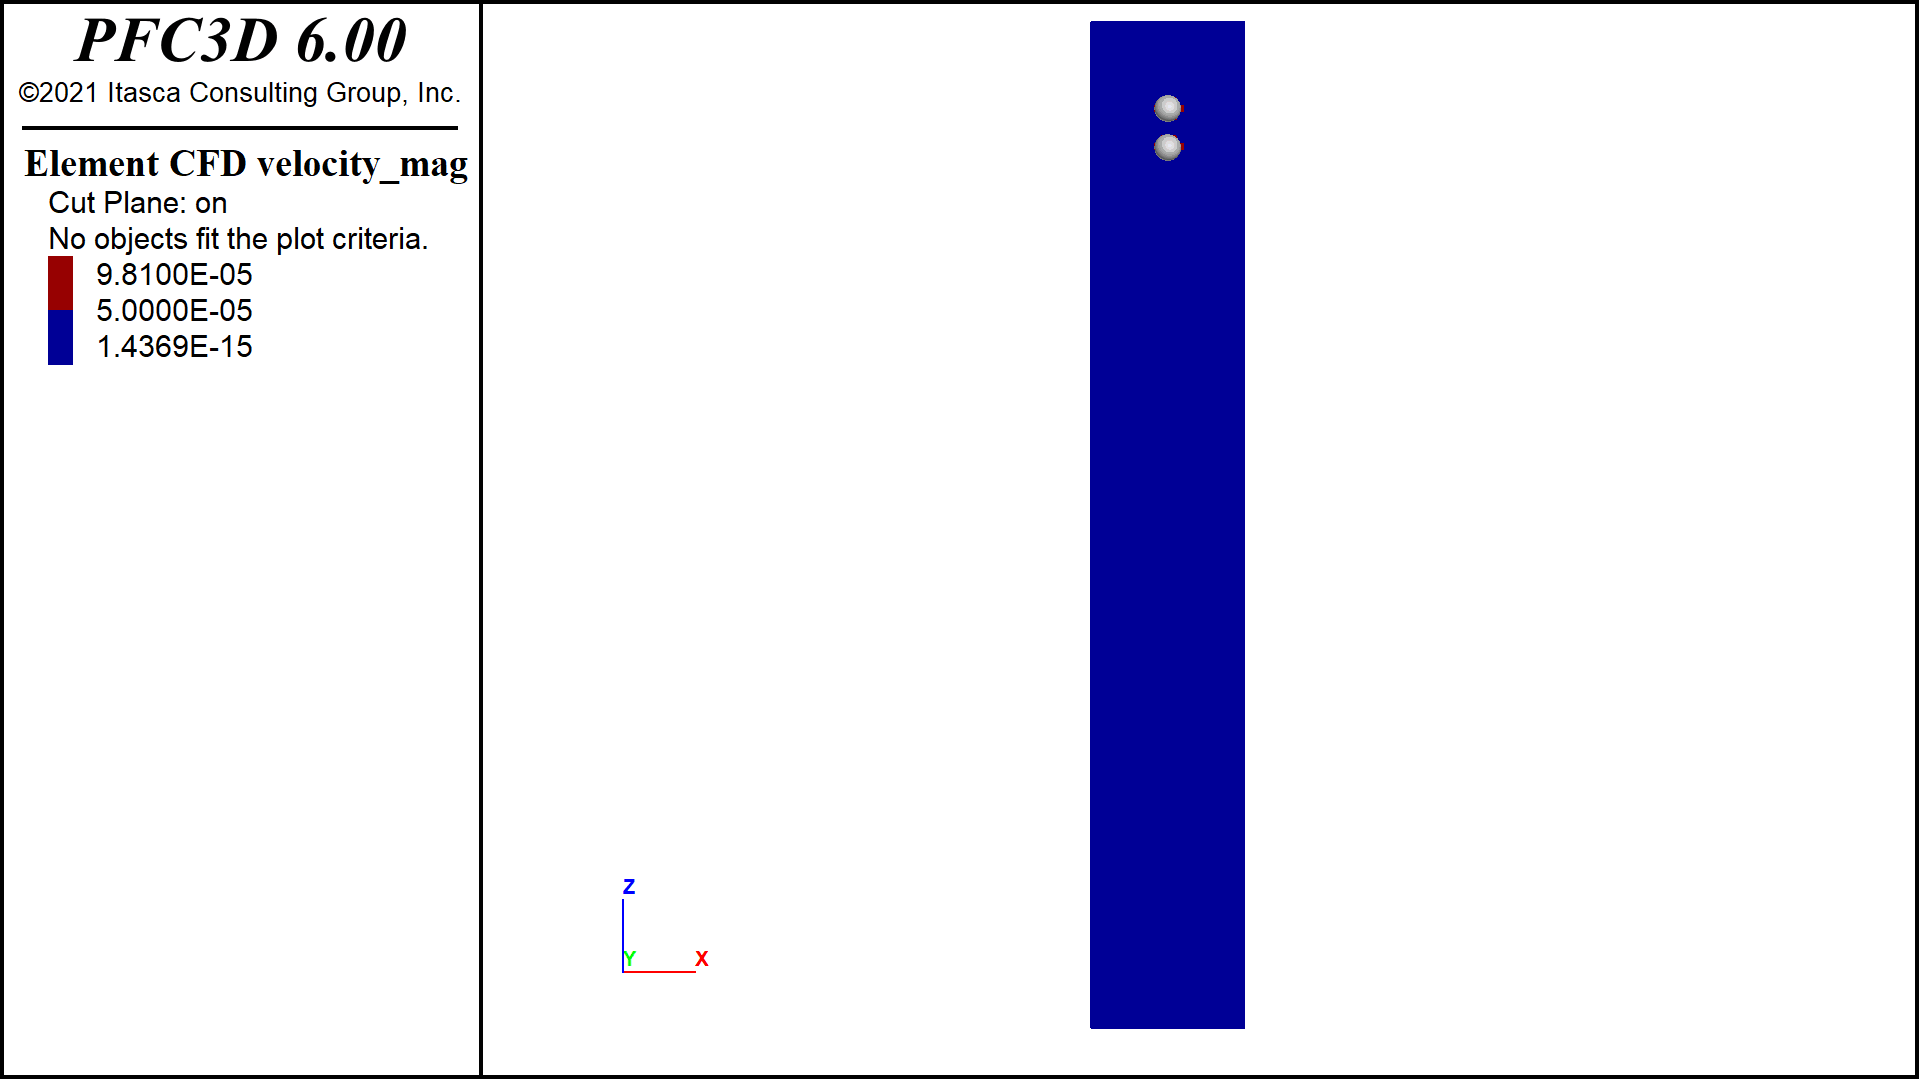 PFC3D 6.00
©2021 Itasca Consulting Group, Inc.
Element CFD velocity_mag
Cut Plane: on
No objects fit the plot criteria.
9.8100E-05
5.0000E-05
1.4369E-15
Z
Y
X